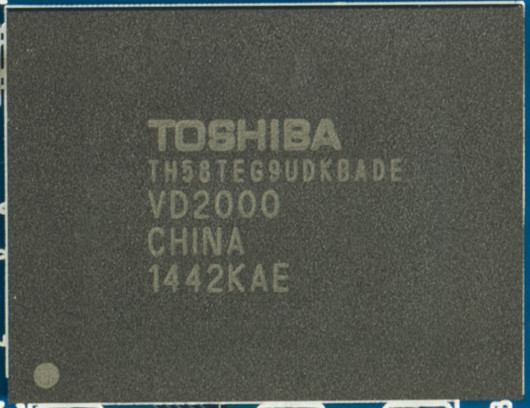 TOSHIBA
TH58TEG9UDKBADE
VD2000
CHINA
1442KAE